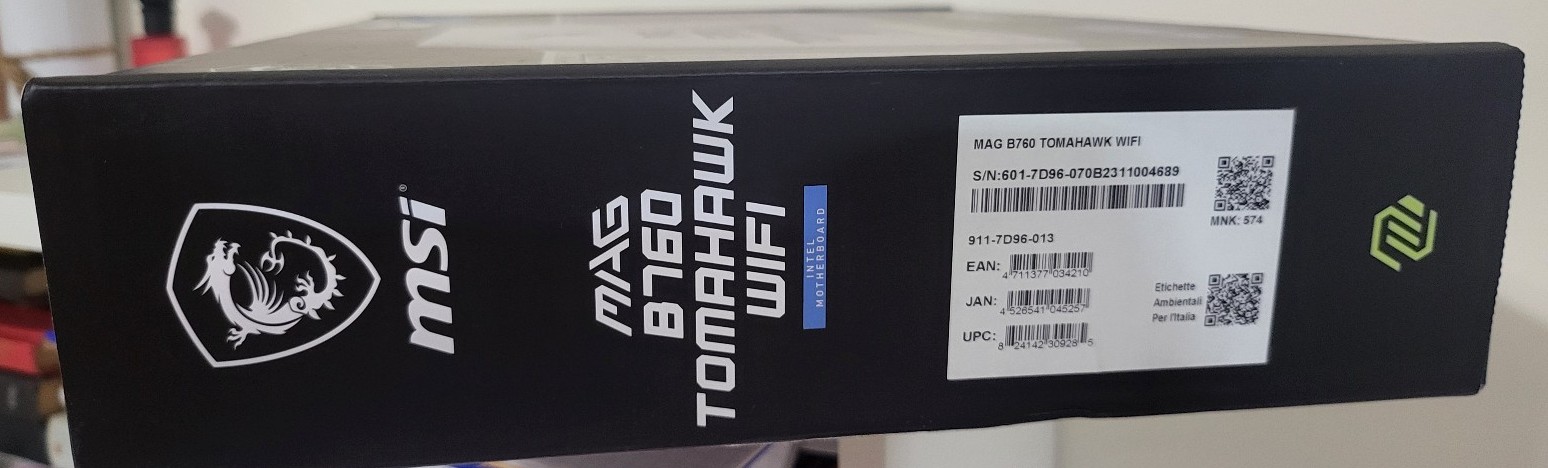 msi®
MAG
B760
TOMAHAWK
WIFI
INTEL
MOTHERBOARD
MAG B760 TOMAHAWK WIFI
S/N:601-7D96-070B2311004689
MNK: 574
911-7D96-013
EAN:
4 711377 034210
JAN:
4 526541 045257
UPC:
8 24142 30928 5
Etichette
Ambientali
Per l'Italia